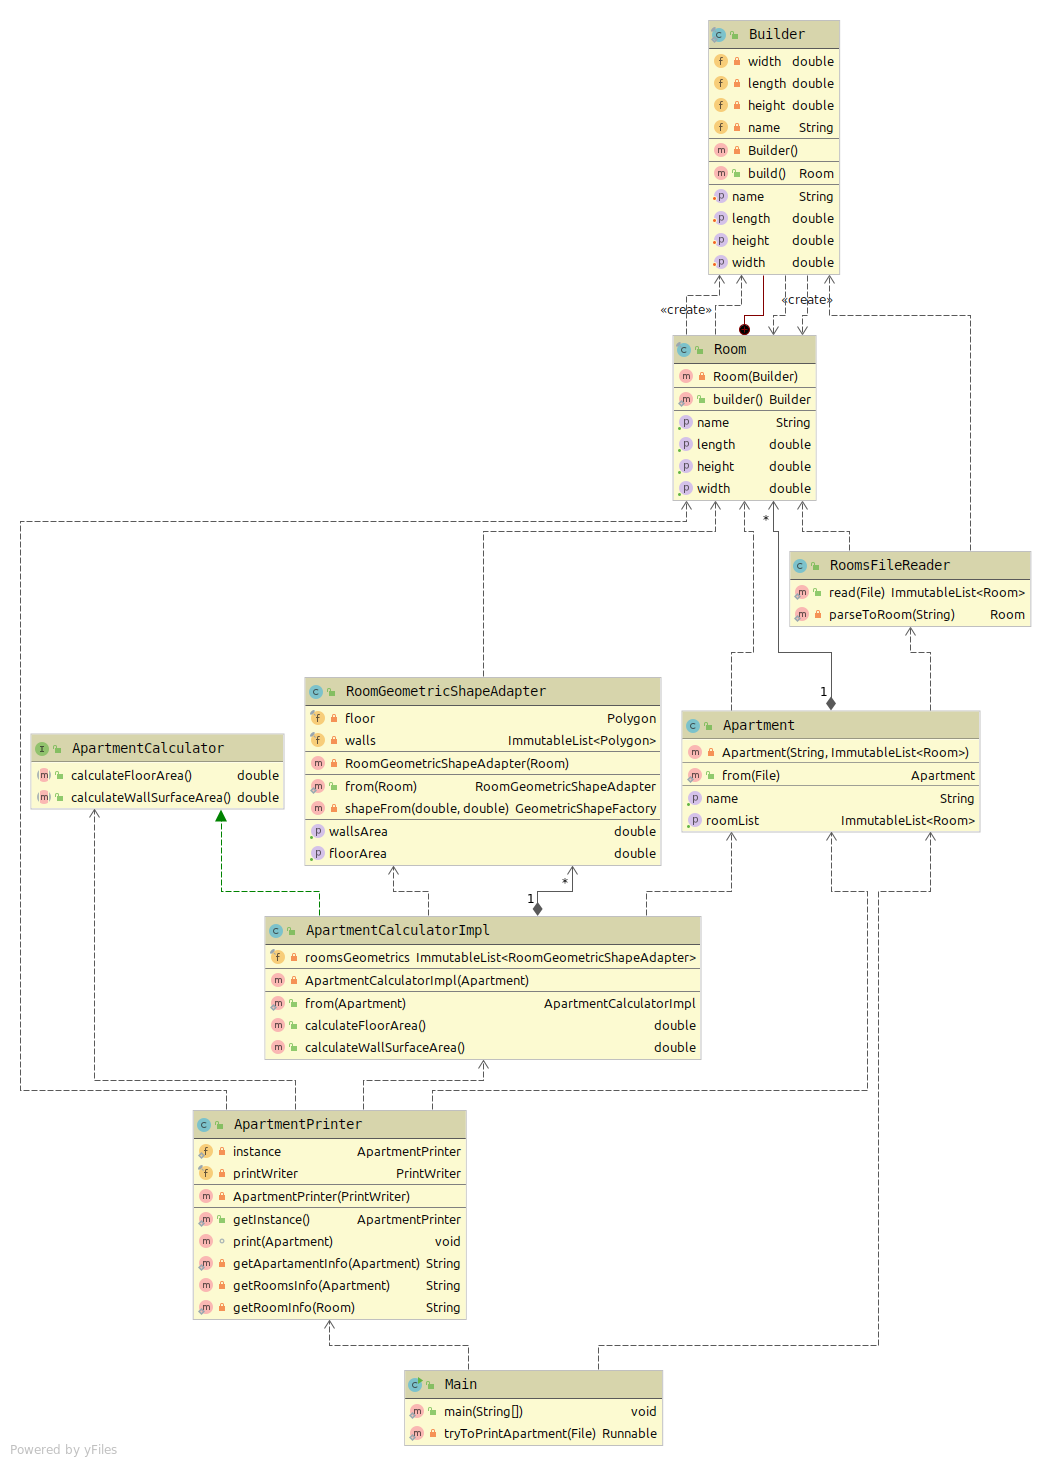 Builder
width double
length double
height double
name String
Builder()
build() Room
name String
length double
height double
width double
«create»
«create»
Room
Room(Builder)
builder() Builder
name String
length double
height double
width double
*
RoomsFileReader
read(File) ImmutableList<Room>
parseToRoom(String) Room
1
RoomGeometricShapeAdapter
floor Polygon
walls ImmutableList<Polygon>
RoomGeometricShapeAdapter(Room)
from(Room) RoomGeometricShapeAdapter
shapeFrom(double, double) GeometricShapeFactory
wallsArea double
floorArea double
Apartment
Apartment(String, ImmutableList<Room>)
from(File) Apartment
name String
roomList ImmutableList<Room>
ApartmentCalculator
calculateFloorArea() double
calculateWallSurfaceArea() double
*
1
ApartmentCalculatorImpl
roomsGeometrics ImmutableList<RoomGeometricShapeAdapter>
ApartmentCalculatorImpl(Apartment)
from(Apartment) ApartmentCalculatorImpl
calculateFloorArea() double
calculateWallSurfaceArea() double
ApartmentPrinter
instance ApartmentPrinter
printWriter PrintWriter
ApartmentPrinter(PrintWriter)
getInstance() ApartmentPrinter
print(Apartment) void
getApartamentInfo(Apartment) String
getRoomsInfo(Apartment) String
getRoomInfo(Room) String
Main
main(String[]) void
tryToPrintApartment(File) Runnable
Powered by yFiles